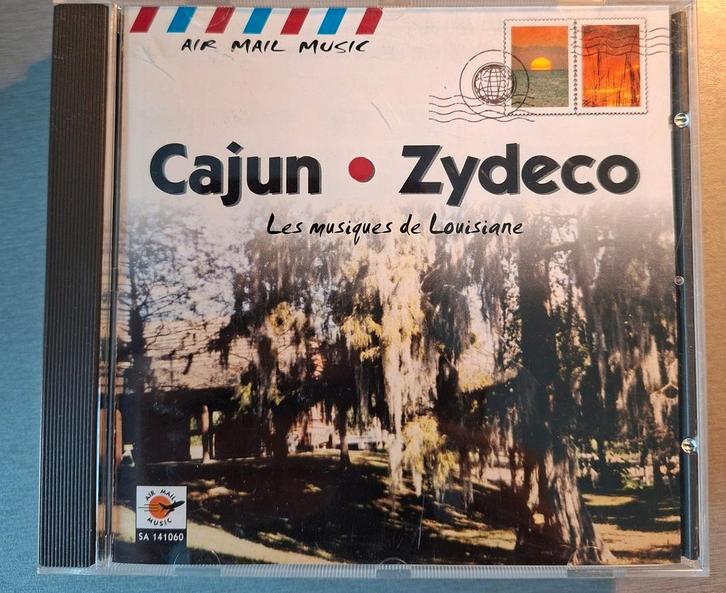 AIR MAIL MUSIC
Cajun • Zydeco
Les musiques de Louisiane
AIR MAIL
MUSIC
SA 141060